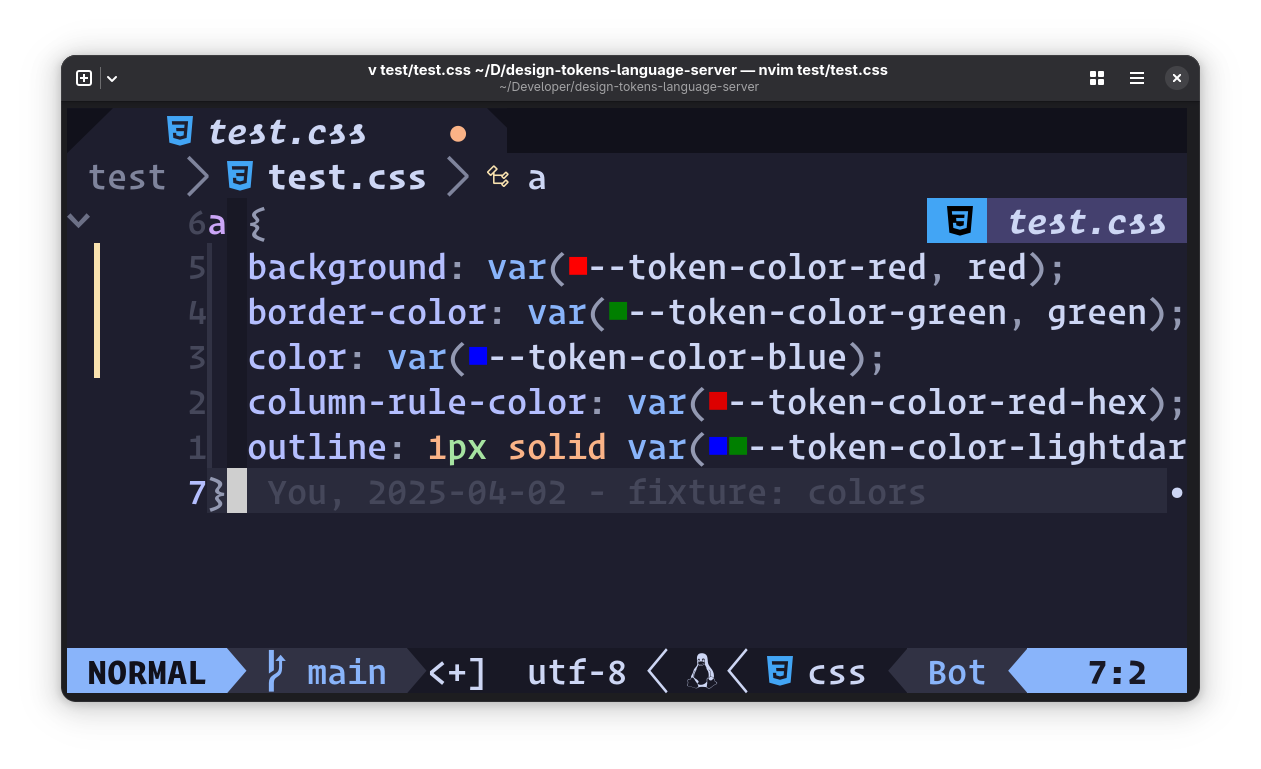 v test/test.css ~/D/design-tokens-language-server — nvim test/test.css
~/Developer/design-tokens-language-server
test.css
test test.css a
6a {
test.css
5 background: var(--token-color-red, red);
4 border-color: var(--token-color-green, green);
3 color: var(--token-color-blue);
2 column-rule-color: var(--token-color-red-hex);
1 outline: 1px solid var(--token-color-lightdar
7} You, 2025-04-02 - fixture: colors
NORMAL main <+] utf-8 css Bot 7:2